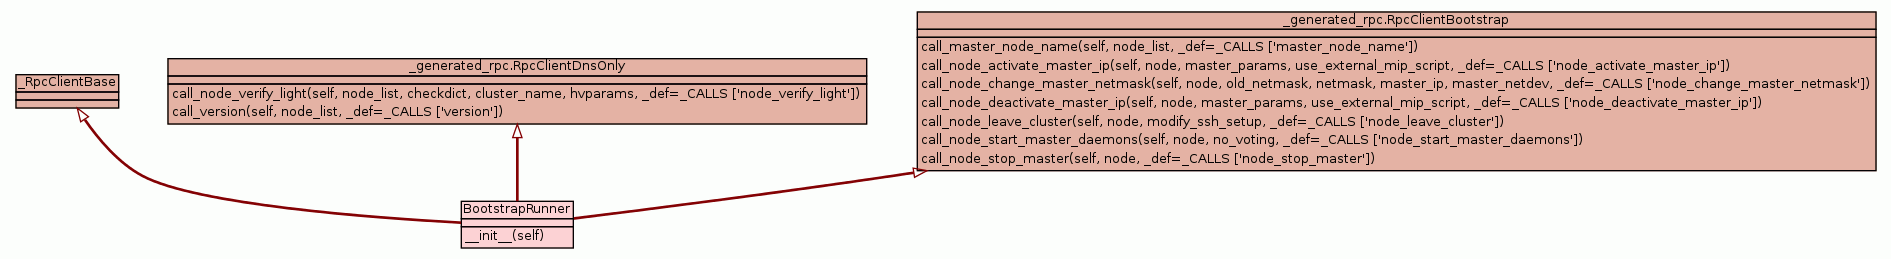 _RpcClientBase
_generated_rpc.RpcClientDnsOnly
call_node_verify_light(self, node_list, checkdict, cluster_name, hvparams, _def=_CALLS ['node_verify_light'])
call_version(self, node_list, _def=_CALLS ['version'])
_generated_rpc.RpcClientBootstrap
call_master_node_name(self, node_list, _def=_CALLS ['master_node_name'])
call_node_activate_master_ip(self, node, master_params, use_external_mip_script, _def=_CALLS ['node_activate_master_ip'])
call_node_change_master_netmask(self, node, old_netmask, netmask, master_ip, master_netdev, _def=_CALLS ['node_change_master_netmask'])
call_node_deactivate_master_ip(self, node, master_params, use_external_mip_script, _def=_CALLS ['node_deactivate_master_ip'])
call_node_leave_cluster(self, node, modify_ssh_setup, _def=_CALLS ['node_leave_cluster'])
call_node_start_master_daemons(self, node, no_voting, _def=_CALLS ['node_start_master_daemons'])
call_node_stop_master(self, node, _def=_CALLS ['node_stop_master'])
BootstrapRunner
__init__(self)